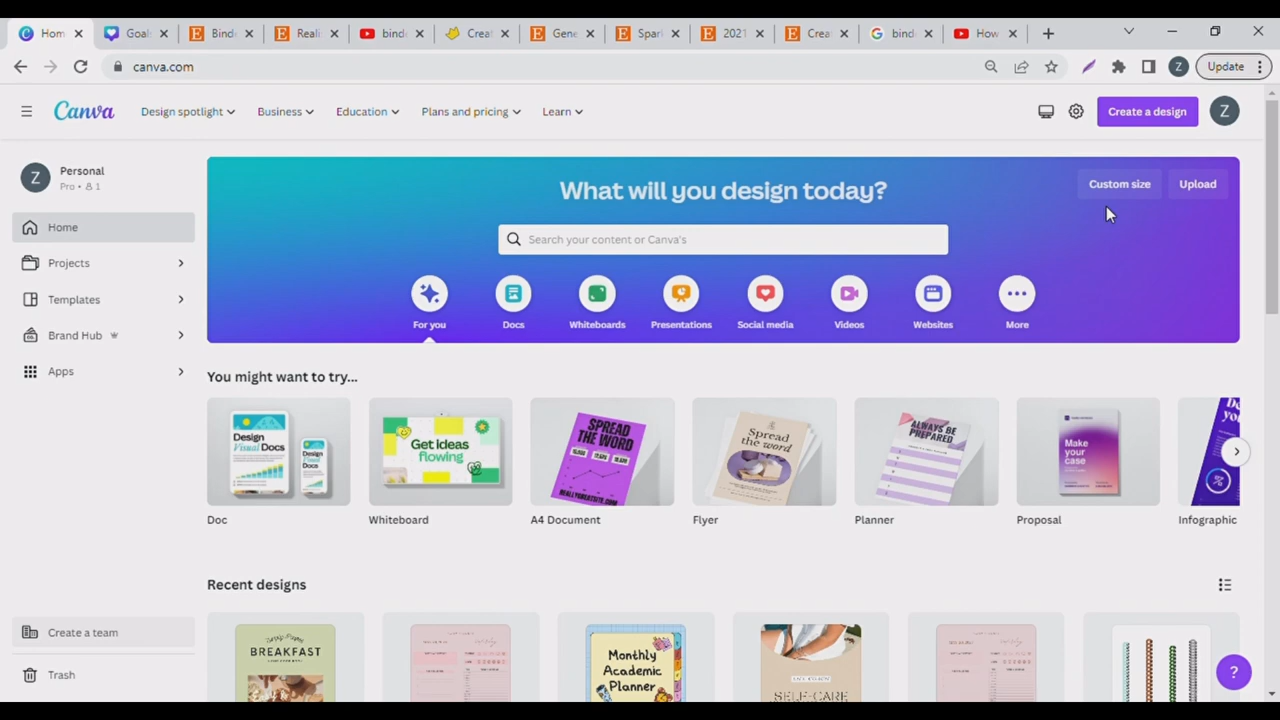 Hom
Goals
Bind
Reali
bind
Creat
Gene
Spar
2021
Crea
bind
How
canva.com
Z
Update
Canva
Design spotlight
Business
Education
Plans and pricing
Learn
Create a design
Z
Z
Personal
Pro • 1
Home
Projects
Templates
Brand Hub
Apps
Create a team
Trash
What will you design today?
Custom size
Upload
Search your content or Canva's
For you
Docs
Whiteboards
Presentations
Social media
Videos
Websites
More
You might want to try...
Design
Visual Docs
Design
Visual Docs
Get Ideas
flowing
SPREAD
THE WORD
Spread
the word
ALWAYS BE
PREPARED
Make
your
case
Doc
Whiteboard
A4 Document
Flyer
Planner
Proposal
Infographic
Recent designs
BREAKFAST
Monthly
Academic
Planner
SELF-CARE
?